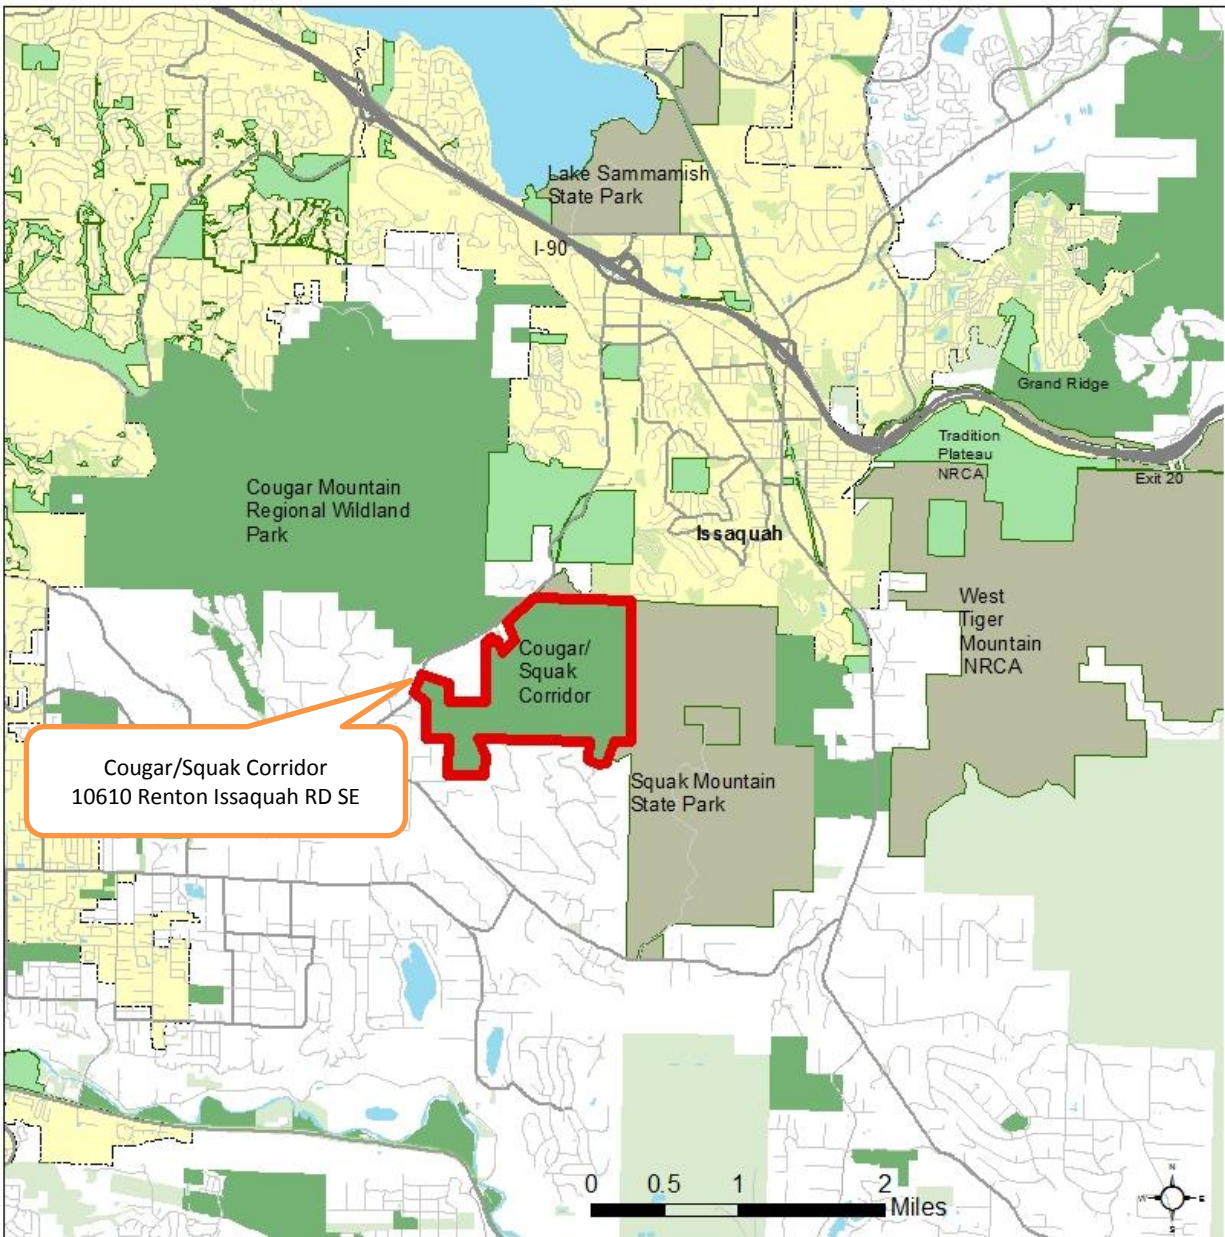 Lake Sammamish
State Park
I-90
Grand Ridge
Tradition
Plateau
NRCA
Exit 20
Cougar Mountain
Regional Wildland
Park
Issaquah
West
Tiger
Mountain
NRCA
Cougar/
Squak
Corridor
Cougar/Squak Corridor
10610 Renton Issaquah RD SE
Squak Mountain
State Park
0 0.5 1 2
Miles
N
W E
S